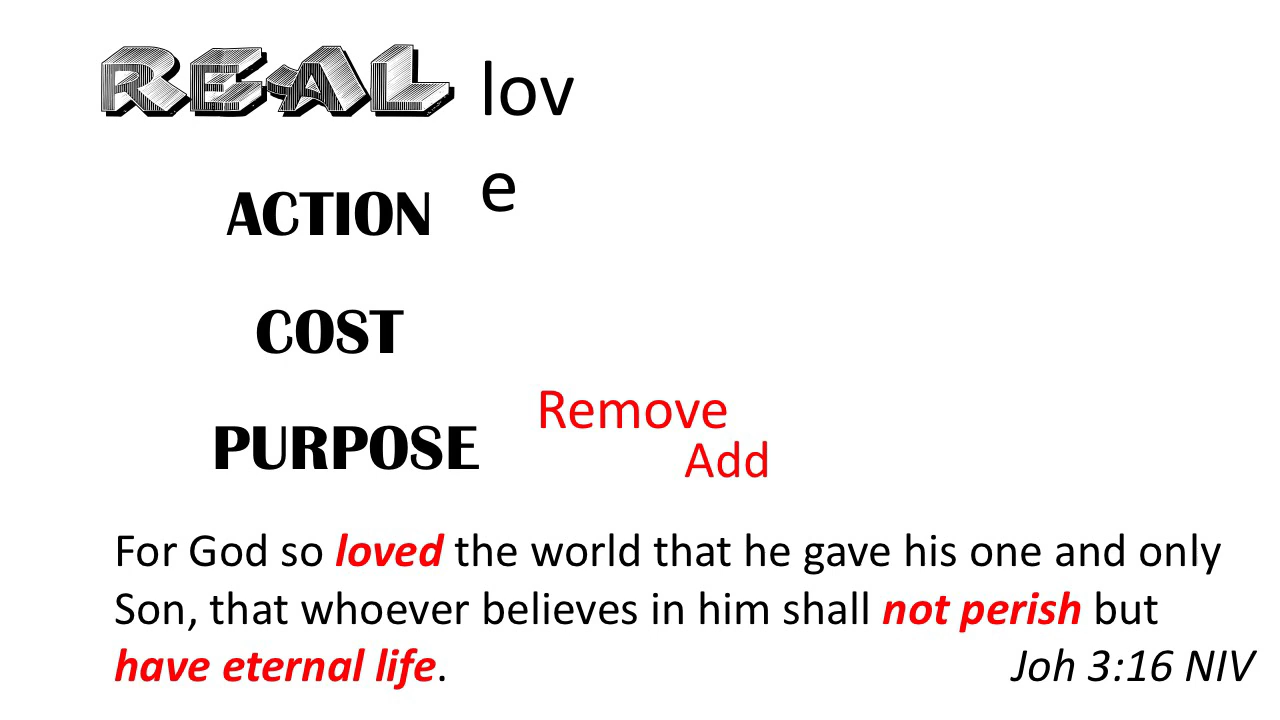 REAL lov
e
ACTION
COST
Remove
PURPOSE
Add
For God so loved the world that he gave his one and only
Son, that whoever believes in him shall not perish but
have eternal life. Joh 3:16 NIV